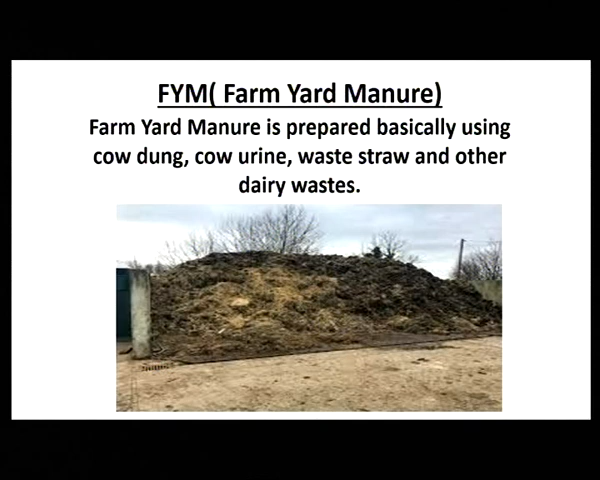 FYM( Farm Yard Manure)
Farm Yard Manure is prepared basically using
cow dung, cow urine, waste straw and other
dairy wastes.